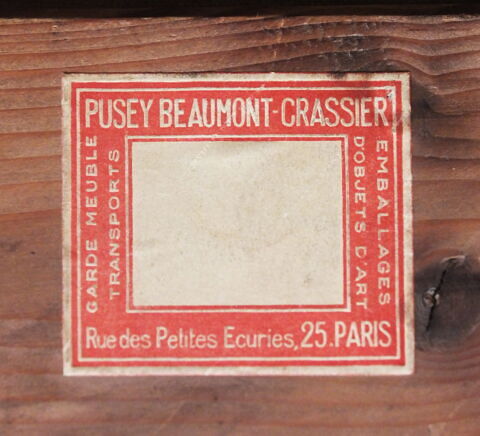 PUSEY BEAUMONT-CRASSIER
GARDE MEUBLE
TRANSPORTS
EMBALLAGES
D'OBJETS D'ART
Rue des Petites Ecuries, 25. PARIS